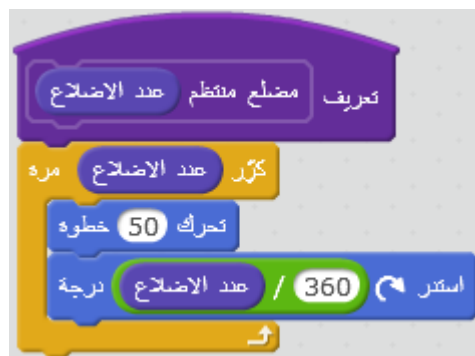 تعريف مضلع منتظم عدد الاضلاع
كرّر عدد الاضلاع مره
تحرك 50 خطوه
استدر 360 / عدد الاضلاع درجة